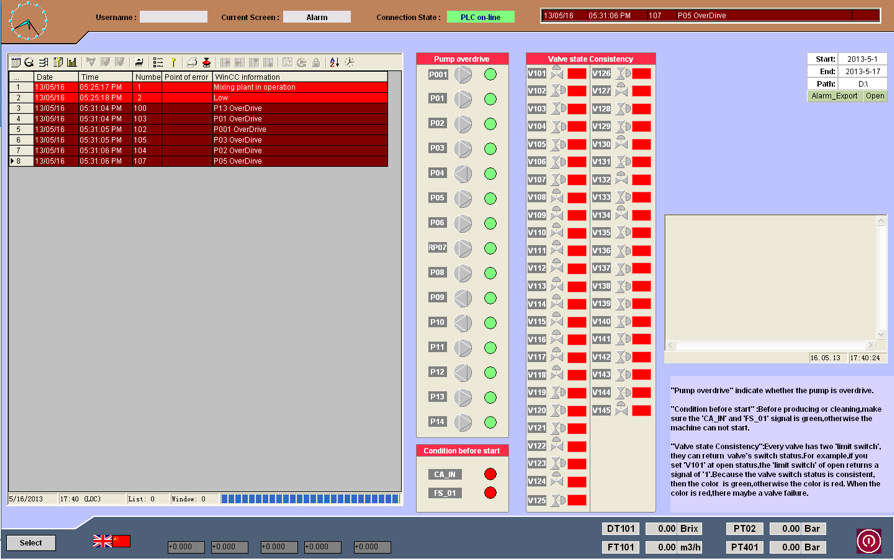 Username : Current Screen : Alarm Connection State : PLC on-line 13/05/16 05:31:06 PM 107 P05 OverDirve
... Date Time Numbe Point of error WinCC information
1 13/05/16 05:25:17 PM 1 Mixing plant in operation
2 13/05/16 05:25:18 PM 2 Low
3 13/05/16 05:31:04 PM 100 P13 OverDirve
4 13/05/16 05:31:04 PM 103 P01 OverDirve
5 13/05/16 05:31:05 PM 102 P001 OverDirve
6 13/05/16 05:31:05 PM 105 P03 OverDirve
7 13/05/16 05:31:06 PM 104 P02 OverDirve
8 13/05/16 05:31:06 PM 107 P05 OverDirve
5/16/2013 17:40 (LOC) List: 0 Window: 0
Pump overdrive
P001
P01
P02
P03
P04
P05
P06
RP07
P08
P09
P10
P11
P12
P13
P14
Condition before start
CA_IN
FS_01
Valve state Consistency
V101 V126
V102 V127
V103 V128
V104 V129
V105 V130
V106 V131
V107 V132
V108 V133
V109 V134
V110 V135
V111 V136
V112 V137
V113 V138
V114 V139
V115 V140
V116 V141
V117 V142
V118 V143
V119 V144
V120 V145
V121
V122
V123
V124
V125
Start: 2013-5-1
End: 2013-5-17
Path: D:\
Alarm_Export Open
16.05.13 17:40:24
"Pump overdrive" indicate whether the pump is overdrive.
"Condition before start" :Before producing or cleaning,make
sure the 'CA_IN' and 'FS_01' signal is green,otherwise the
machine can not start.
"Valve state Consistency":Every valve has two 'limit switch',
they can return valve's switch status.For example,if you
set 'V101' at open status,the 'limit switch' of open returns a
signal of '1'.Because the valve switch status is consistent,
then the color is green,otherwise the color is red. When the
color is red,there maybe a valve failure.
Select +0.000 +0.000 +0.000 +0.000 +0.000
DT101 0.00 Brix PT02 0.00 Bar
FT101 0.00 m3/h PT401 0.00 Bar